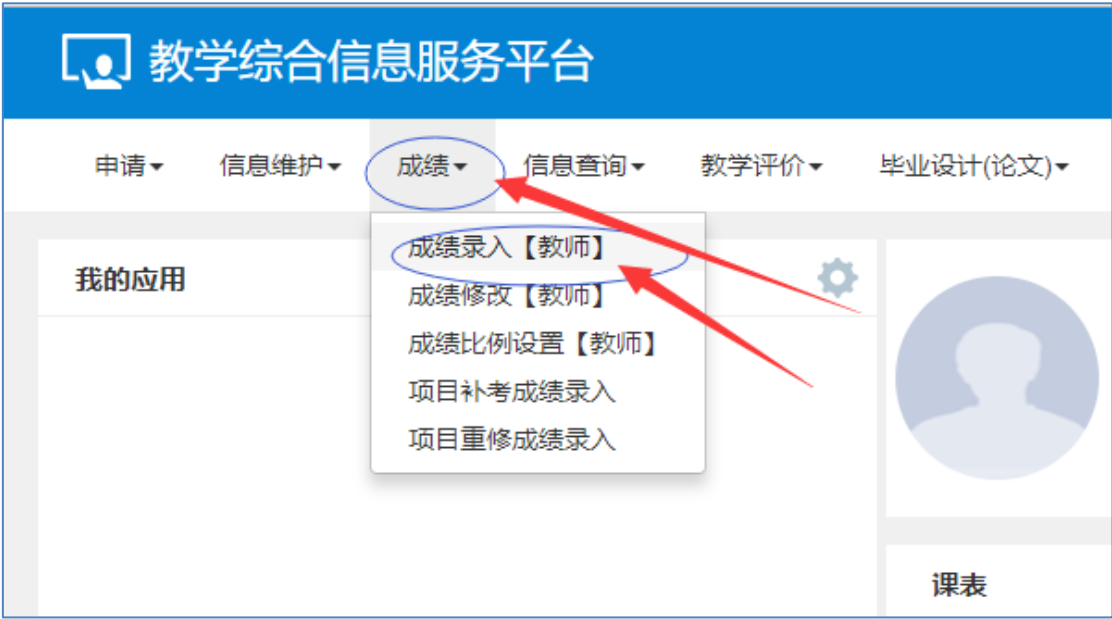 教学综合信息服务平台
申请 信息维护 成绩 信息查询 教学评价 毕业设计(论文)
成绩录入【教师】
我的应用
成绩修改【教师】
成绩比例设置【教师】
项目补考成绩录入
项目重修成绩录入
课表